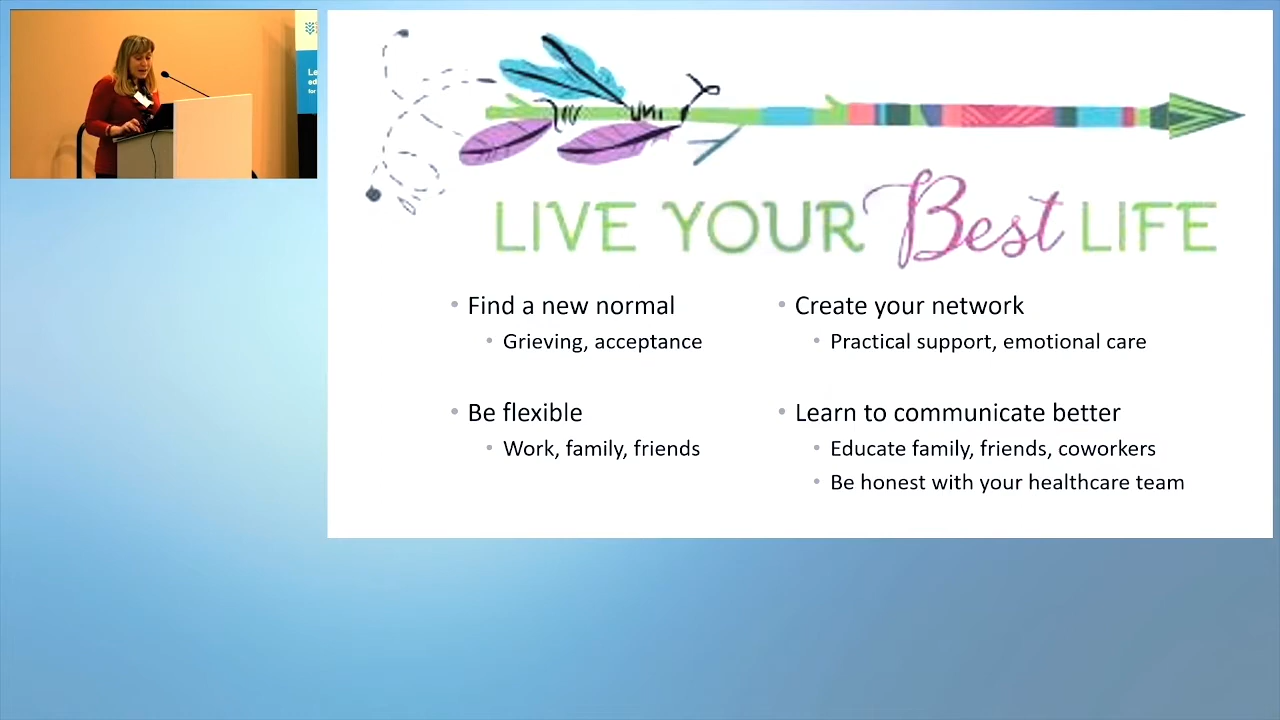 LIVE YOUR Best LIFE
• Find a new normal
• Grieving, acceptance
• Be flexible
• Work, family, friends
• Create your network
• Practical support, emotional care
• Learn to communicate better
• Educate family, friends, coworkers
• Be honest with your healthcare team